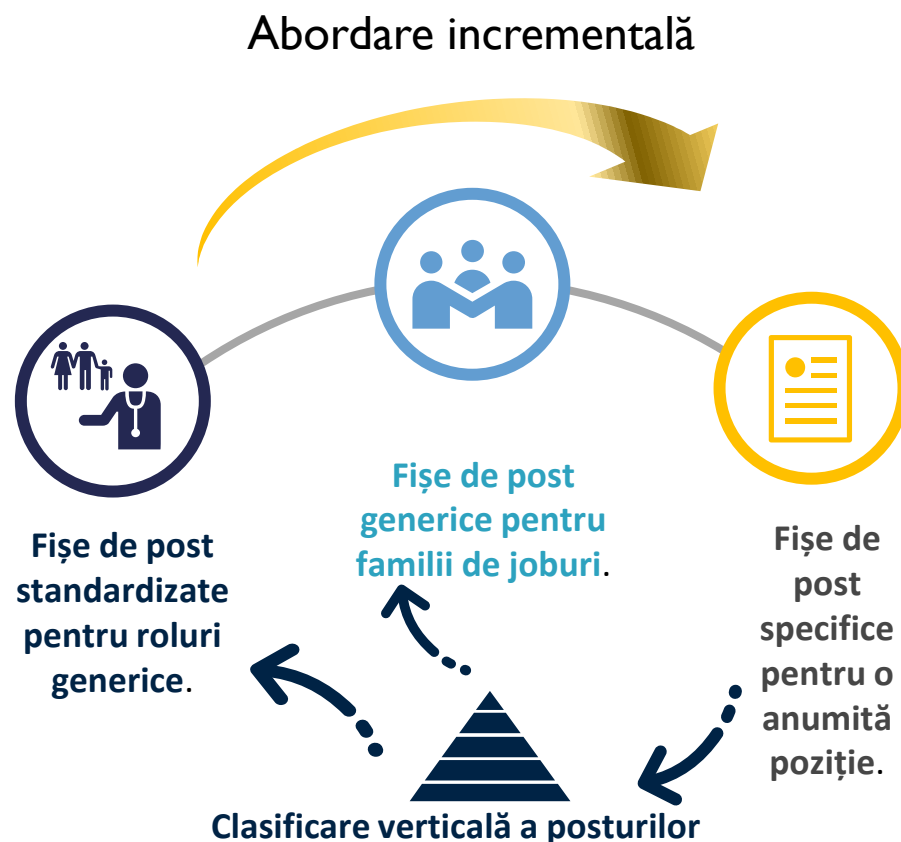 Abordare incrementală
Fișe de post
standardizate
pentru roluri
generice.
Fișe de post
generice pentru
familii de joburi.
Fișe de
post
specifice
pentru o
anumită
poziție.
Clasificare verticală a posturilor